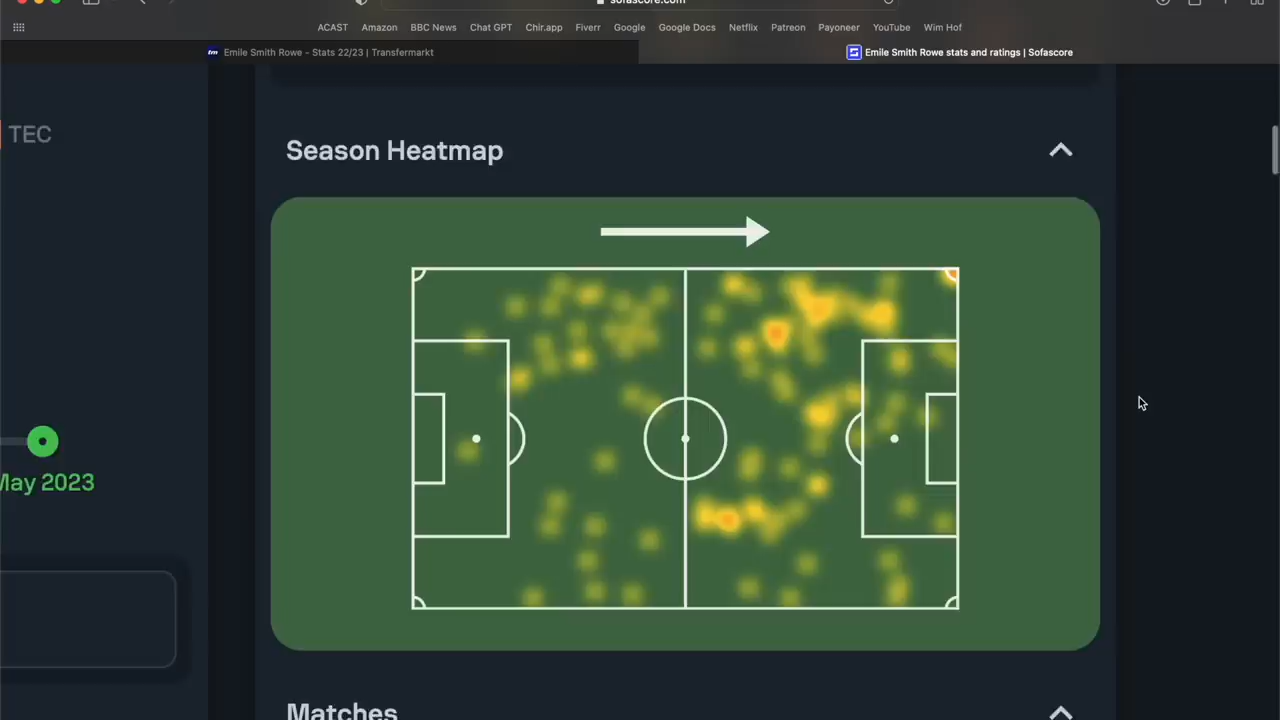 sofascore.com
ACAST Amazon BBC News Chat GPT Chir.app Fiverr Google Google Docs Netflix Patreon Payoneer YouTube Wim Hof
tm Emile Smith Rowe - Stats 22/23 | Transfermarkt Emile Smith Rowe stats and ratings | Sofascore
TEC
Season Heatmap
May 2023
Matches